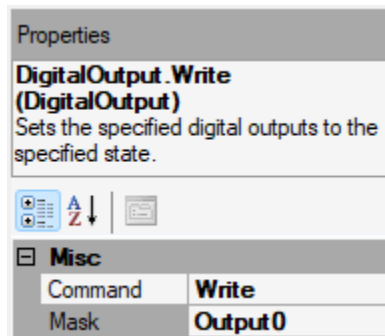 Properties
DigitalOutput.Write
(DigitalOutput)
Sets the specified digital outputs to the
specified state.
A
Z
Misc
Command Write
Mask Output0